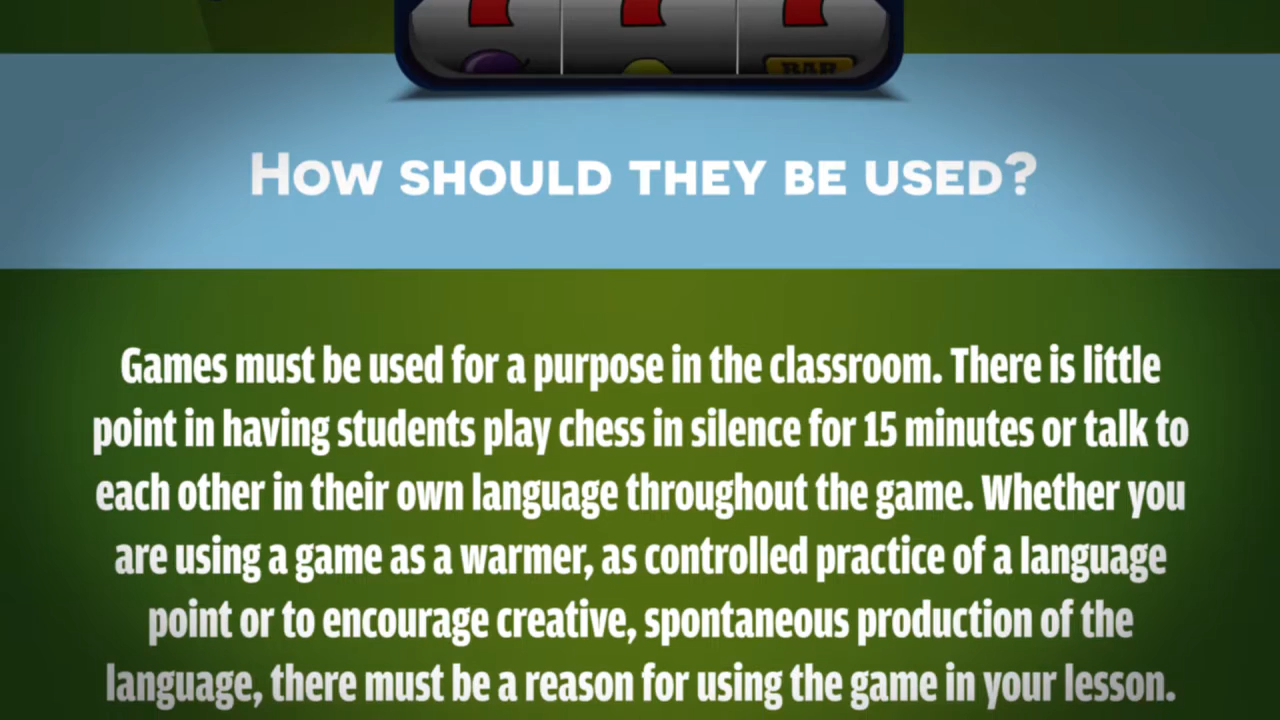 BAR
How should they be used?
Games must be used for a purpose in the classroom. There is little
point in having students play chess in silence for 15 minutes or talk to
each other in their own language throughout the game. Whether you
are using a game as a warmer, as controlled practice of a language
point or to encourage creative, spontaneous production of the
language, there must be a reason for using the game in your lesson.